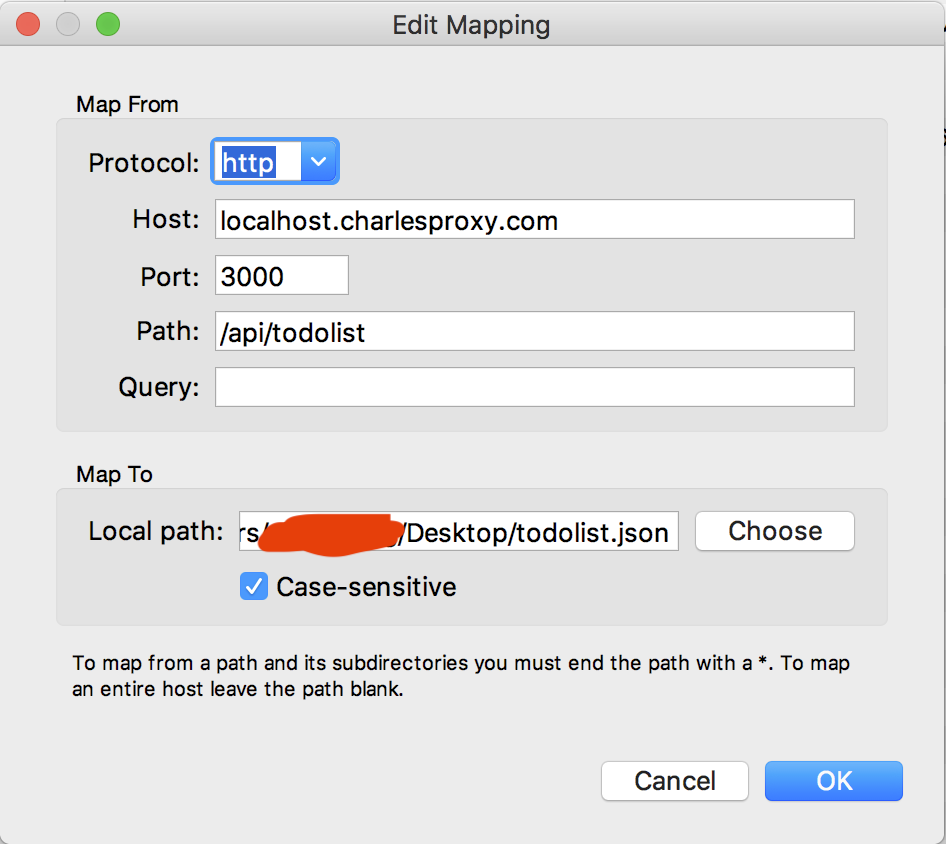 Edit Mapping
Map From
Protocol: http
Host: localhost.charlesproxy.com
Port: 3000
Path: /api/todolist
Query:
Map To
Local path: rs/ /Desktop/todolist.json Choose
Case-sensitive
To map from a path and its subdirectories you must end the path with a *. To map
an entire host leave the path blank.
Cancel OK